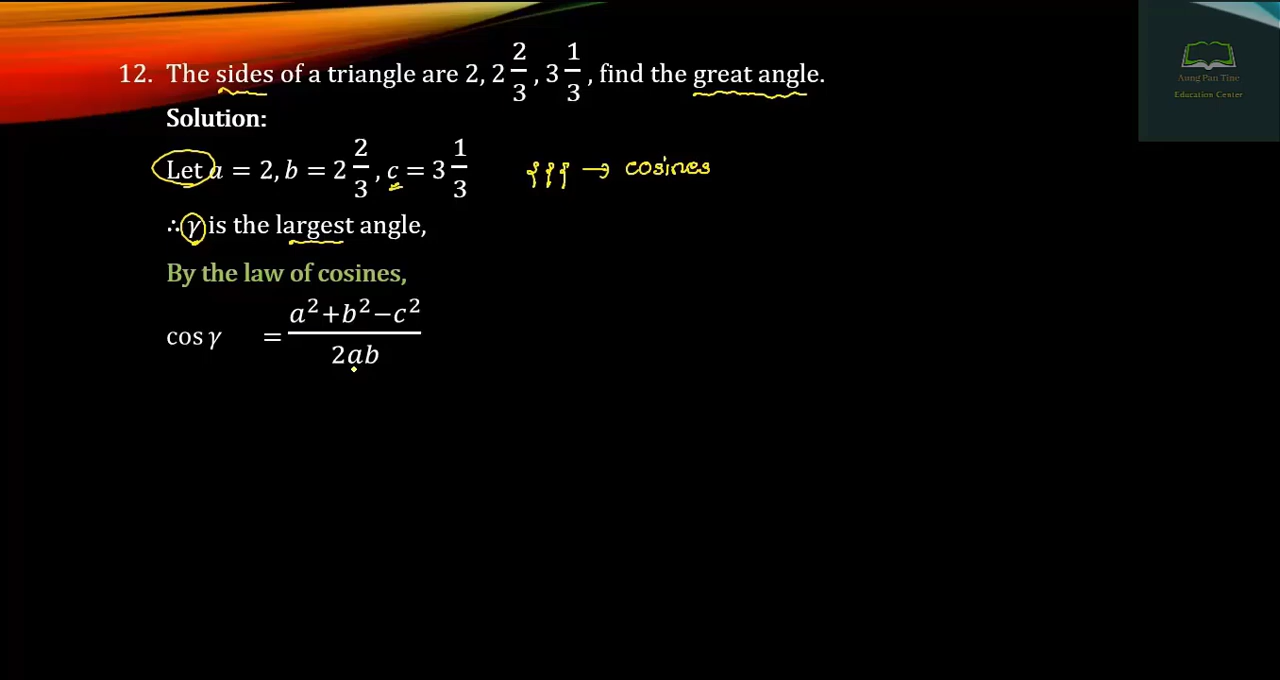 12. The sides of a triangle are 2, 2 2/3, 3 1/3, find the great angle.
Solution:
Let a = 2, b = 2 2/3, c = 3 1/3
→ cosines
∴ γ is the largest angle,
By the law of cosines,
cos γ = (a²+b²−c²)/(2ab)
Aung Pan Tine
Education Center